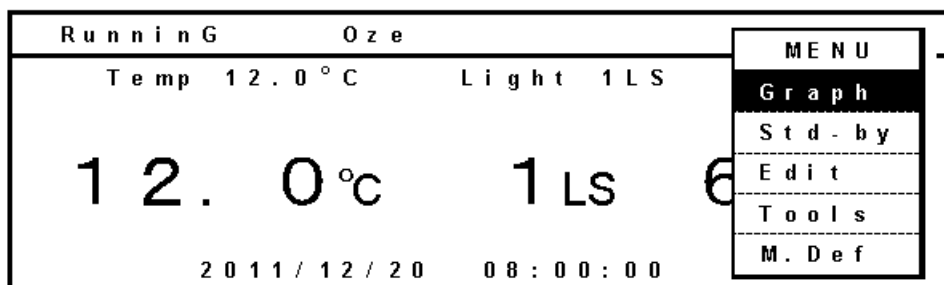 RunninG Oze
Temp 12.0°C Light 1LS
12.0°C 1LS 6
2011/12/20 08:00:00
MENU
Graph
Std-by
Edit
Tools
M.Def